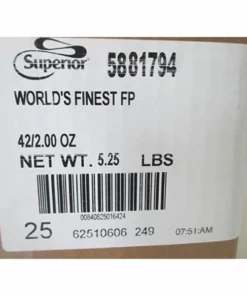 Superior
5881794
WORLD'S FINEST FP
42/2.00 OZ
NET WT. 5.25 LBS
00840825016424
25 62510606 249 07:51AM